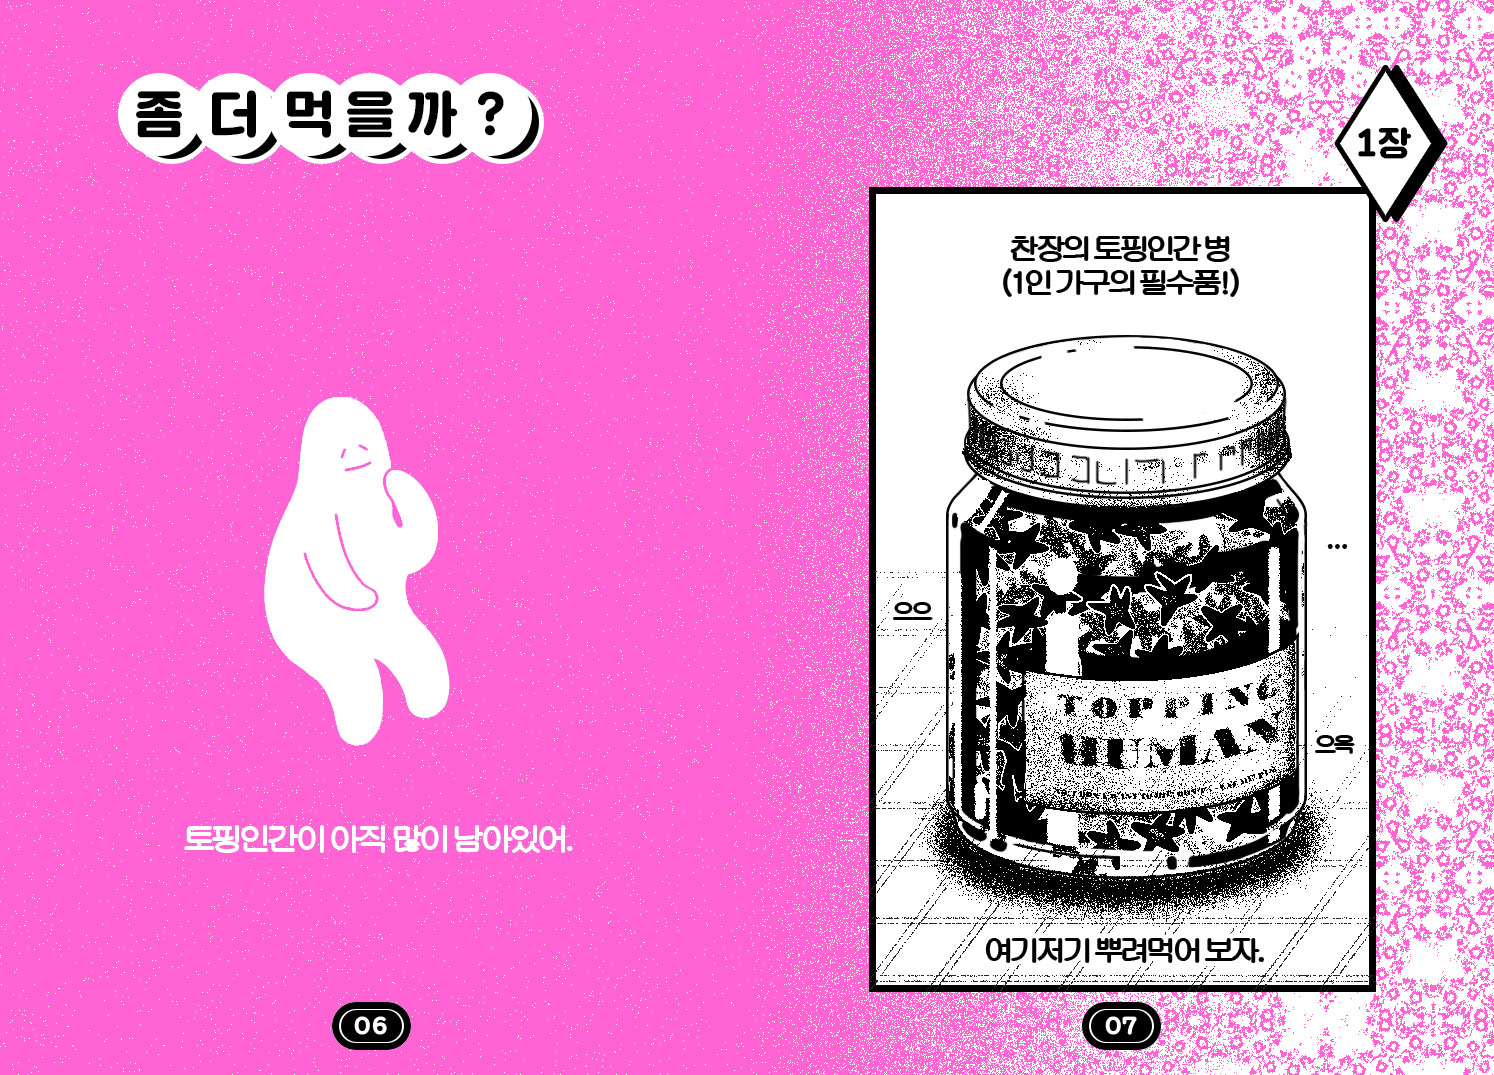 좀 더 먹을까?
토핑인간이 아직 많이 남아있어.
06
1장
찬장의 토핑인간 병
(1인 가구의 필수품!)
...
으으
TOPPING
HUMAN
으윽
여기저기 뿌려먹어 보자.
07